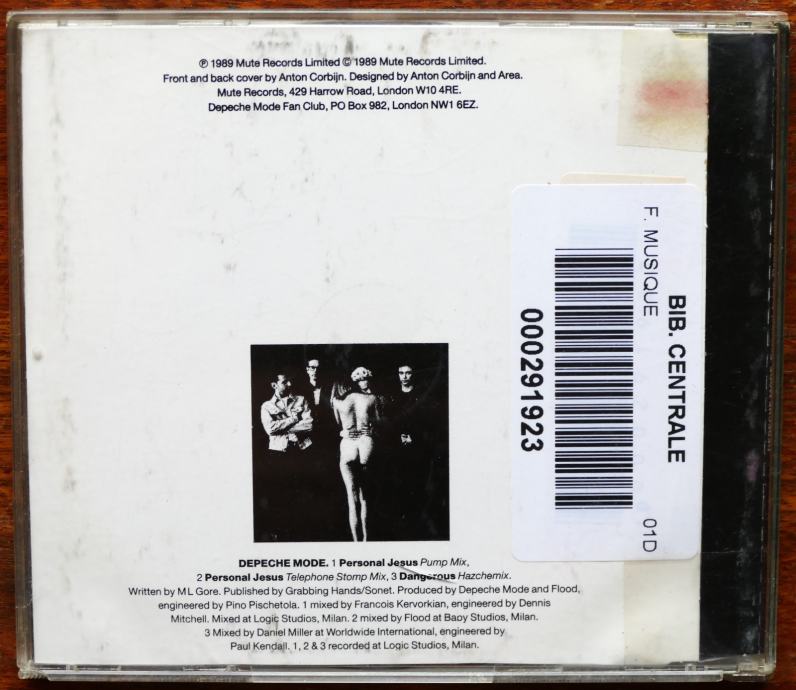 ℗ 1989 Mute Records Limited © 1989 Mute Records Limited.
Front and back cover by Anton Corbijn. Designed by Anton Corbijn and Area.
Mute Records, 429 Harrow Road, London W10 4RE.
Depeche Mode Fan Club, PO Box 982, London NW1 6EZ.
BIB. CENTRALE
F. MUSIQUE 01D
000291923
DEPECHE MODE. 1 Personal Jesus Pump Mix,
2 Personal Jesus Telephone Stomp Mix, 3 Dangerous Hazchemix.
Written by M L Gore. Published by Grabbing Hands/Sonet. Produced by Depeche Mode and Flood,
engineered by Pino Pischetola. 1 mixed by Francois Kervorkian, engineered by Dennis
Mitchell. Mixed at Logic Studios, Milan. 2 mixed by Flood at Baoy Studios, Milan.
3 Mixed by Daniel Miller at Worldwide International, engineered by
Paul Kendall. 1, 2 & 3 recorded at Logic Studios, Milan.